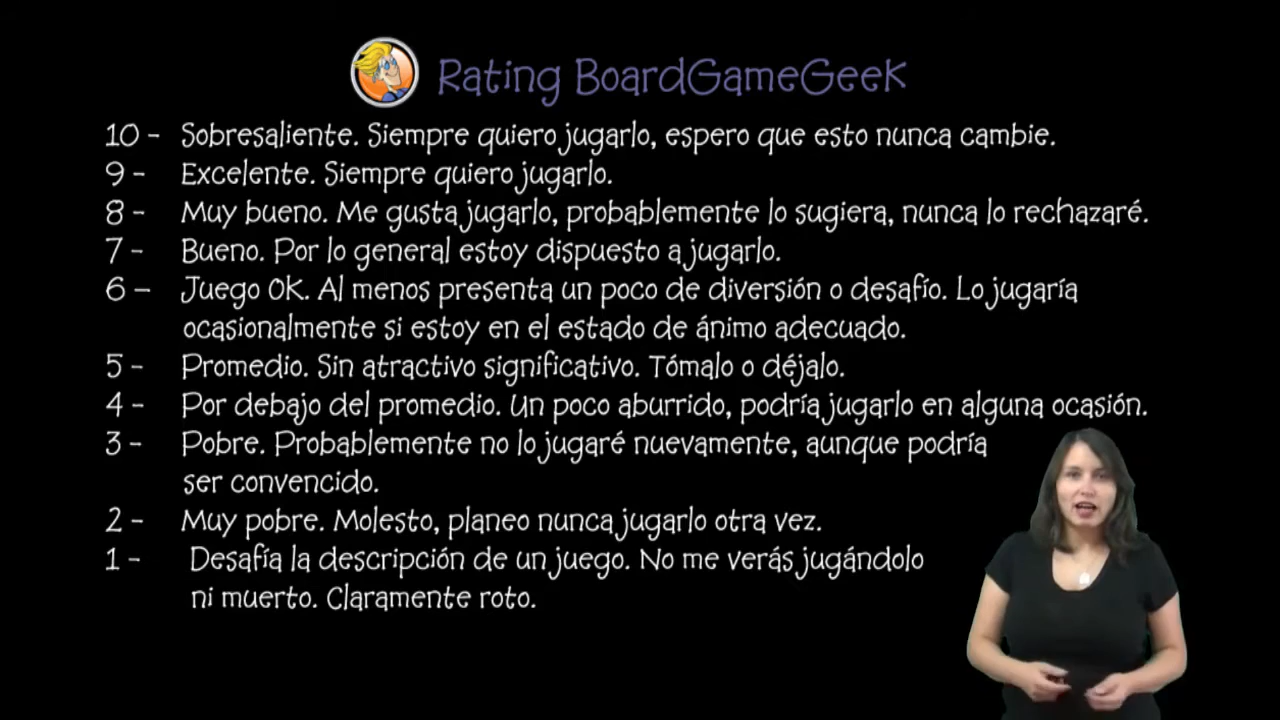 Rating BoardGameGeek
10 - Sobresaliente. Siempre quiero jugarlo, espero que esto nunca cambie.
9 - Excelente. Siempre quiero jugarlo.
8 - Muy bueno. Me gusta jugarlo, probablemente lo sugiera, nunca lo rechazaré.
7 - Bueno. Por lo general estoy dispuesto a jugarlo.
6 – Juego OK. Al menos presenta un poco de diversión o desafío. Lo jugaría
ocasionalmente si estoy en el estado de ánimo adecuado.
5 - Promedio. Sin atractivo significativo. Tómalo o déjalo.
4 - Por debajo del promedio. Un poco aburrido, podría jugarlo en alguna ocasión.
3 - Pobre. Probablemente no lo jugaré nuevamente, aunque podría
ser convencido.
2 - Muy pobre. Molesto, planeo nunca jugarlo otra vez.
1 - Desafía la descripción de un juego. No me verás jugándolo
ni muerto. Claramente roto.